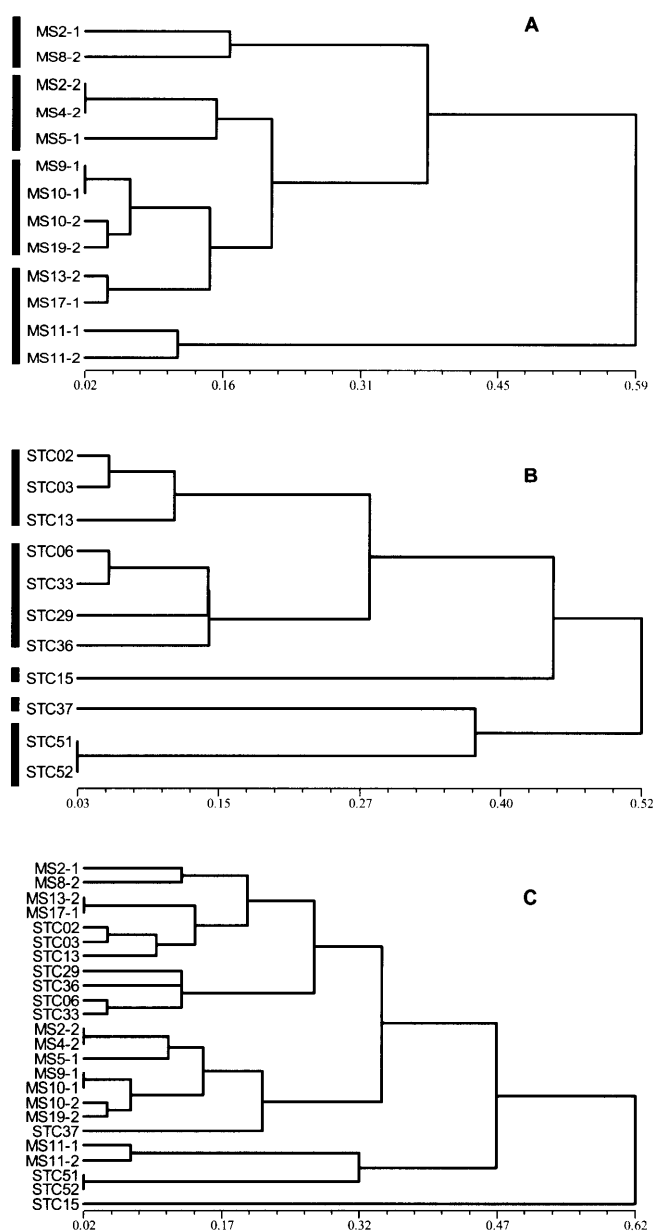 A
MS2-1
MS8-2
MS2-2
MS4-2
MS5-1
MS9-1
MS10-1
MS10-2
MS19-2
MS13-2
MS17-1
MS11-1
MS11-2
0.02 0.16 0.31 0.45 0.59
B
STC02
STC03
STC13
STC06
STC33
STC29
STC36
STC15
STC37
STC51
STC52
0.03 0.15 0.27 0.40 0.52
C
MS2-1
MS8-2
MS13-2
MS17-1
STC02
STC03
STC13
STC29
STC36
STC06
STC33
MS2-2
MS4-2
MS5-1
MS9-1
MS10-1
MS10-2
MS19-2
STC37
MS11-1
MS11-2
STC51
STC52
STC15
0.02 0.17 0.32 0.47 0.62